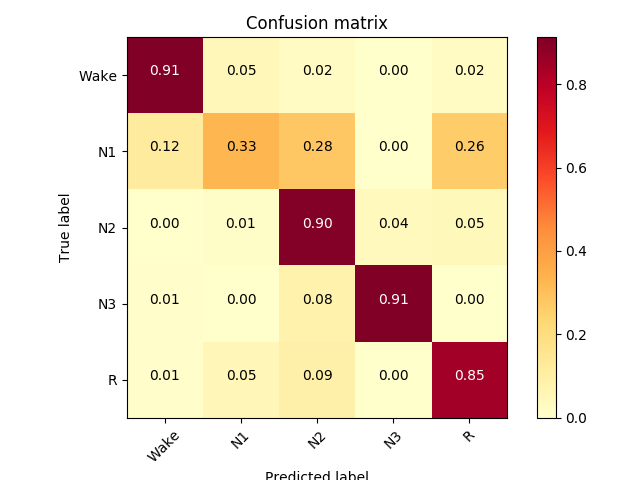 Confusion matrix
Wake 0.91 0.05 0.02 0.00 0.02
N1 0.12 0.33 0.28 0.00 0.26
N2 0.00 0.01 0.90 0.04 0.05
N3 0.01 0.00 0.08 0.91 0.00
R 0.01 0.05 0.09 0.00 0.85
Wake N1 N2 N3 R
True label
Predicted label
0.8
0.6
0.4
0.2
0.0